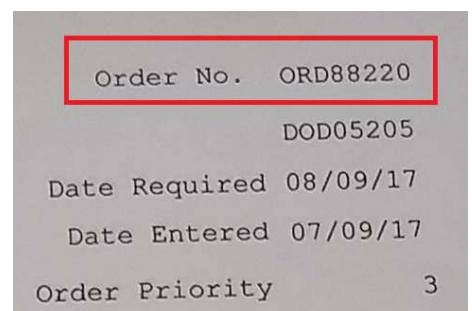 Order No. ORD88220
DOD05205
Date Required 08/09/17
Date Entered 07/09/17
Order Priority 3